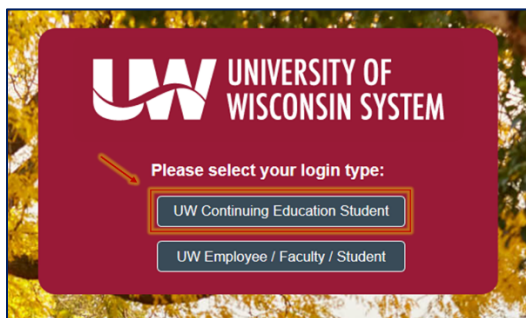 UW UNIVERSITY OF
WISCONSIN SYSTEM
Please select your login type:
UW Continuing Education Student
UW Employee / Faculty / Student